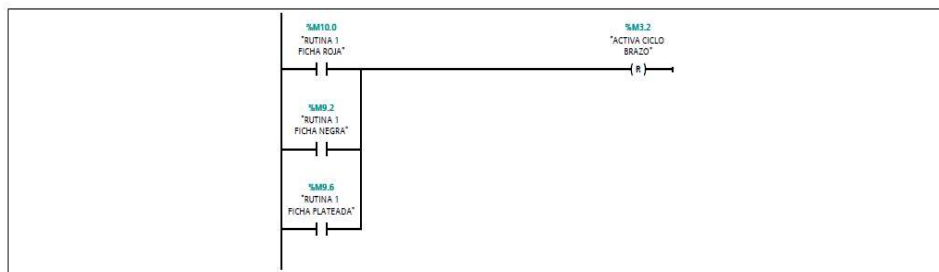 %M10.0
"RUTINA 1
FICHA ROJA"
%M3.2
"ACTIVA CICLO
BRAZO"
R
%M9.2
"RUTINA 1
FICHA NEGRA"
%M9.6
"RUTINA 1
FICHA PLATEADA"